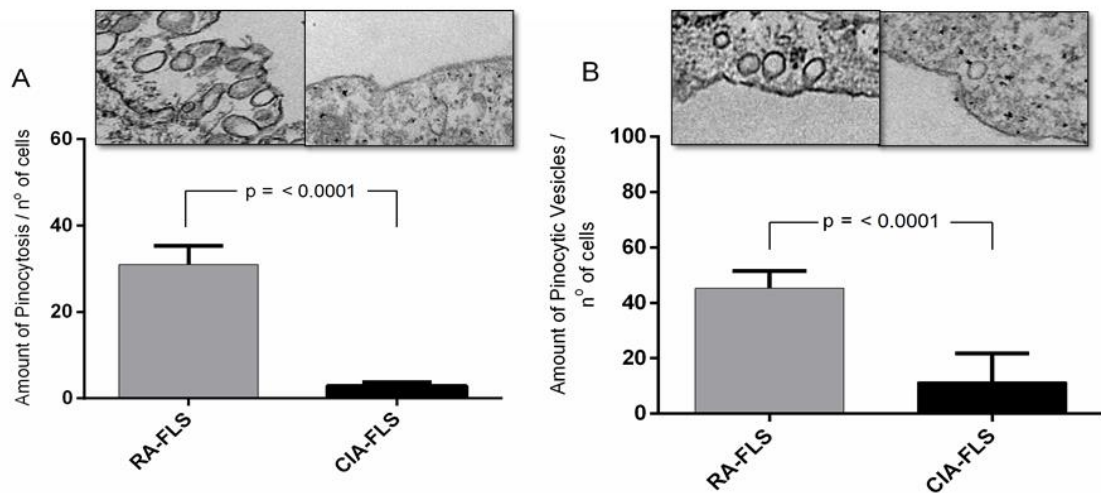 A
Amount of Pinocytosis / nº of cells
60
40
20
0
p = < 0.0001
RA-FLS
CIA-FLS
B
Amount of Pinocytic Vesicles /
nº of cells
100
80
60
40
20
0
p = < 0.0001
RA-FLS
CIA-FLS